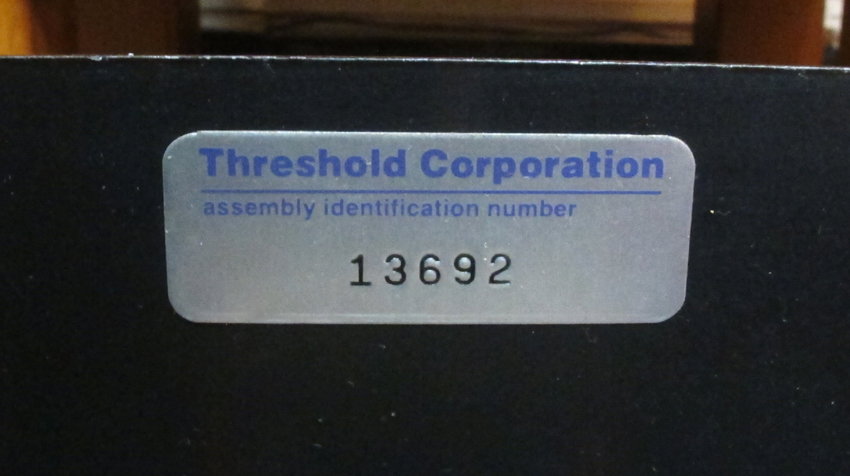 Threshold Corporation
assembly identification number
13692